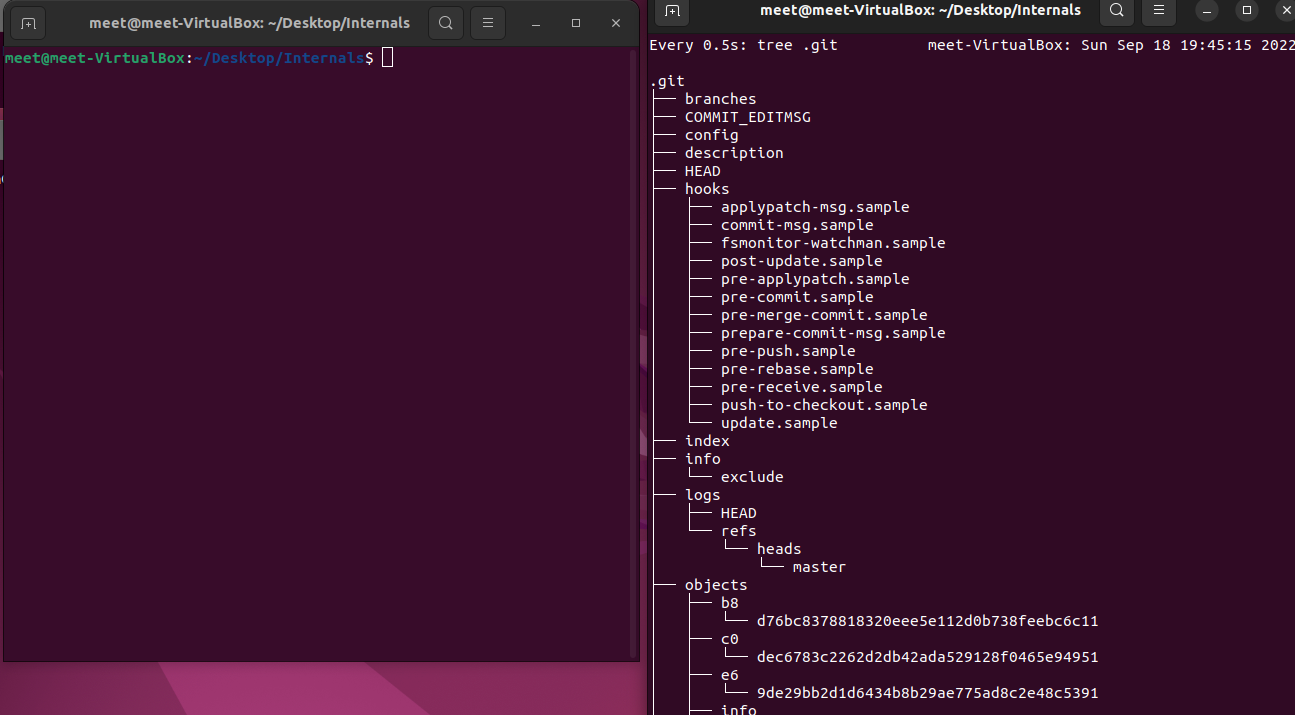 meet@meet-VirtualBox: ~/Desktop/Internals
meet@meet-VirtualBox:~/Desktop/Internals$
meet@meet-VirtualBox: ~/Desktop/Internals
Every 0.5s: tree .git meet-VirtualBox: Sun Sep 18 19:45:15 2022
.git
├── branches
├── COMMIT_EDITMSG
├── config
├── description
├── HEAD
├── hooks
│   ├── applypatch-msg.sample
│   ├── commit-msg.sample
│   ├── fsmonitor-watchman.sample
│   ├── post-update.sample
│   ├── pre-applypatch.sample
│   ├── pre-commit.sample
│   ├── pre-merge-commit.sample
│   ├── prepare-commit-msg.sample
│   ├── pre-push.sample
│   ├── pre-rebase.sample
│   ├── pre-receive.sample
│   ├── push-to-checkout.sample
│   └── update.sample
├── index
├── info
│   └── exclude
├── logs
│   ├── HEAD
│   └── refs
│       └── heads
│           └── master
├── objects
│   ├── b8
│   │   └── d76bc8378818320eee5e112d0b738feebc6c11
│   ├── c0
│   │   └── dec6783c2262d2db42ada529128f0465e94951
│   ├── e6
│   │   └── 9de29bb2d1d6434b8b29ae775ad8c2e48c5391
│   ├── info